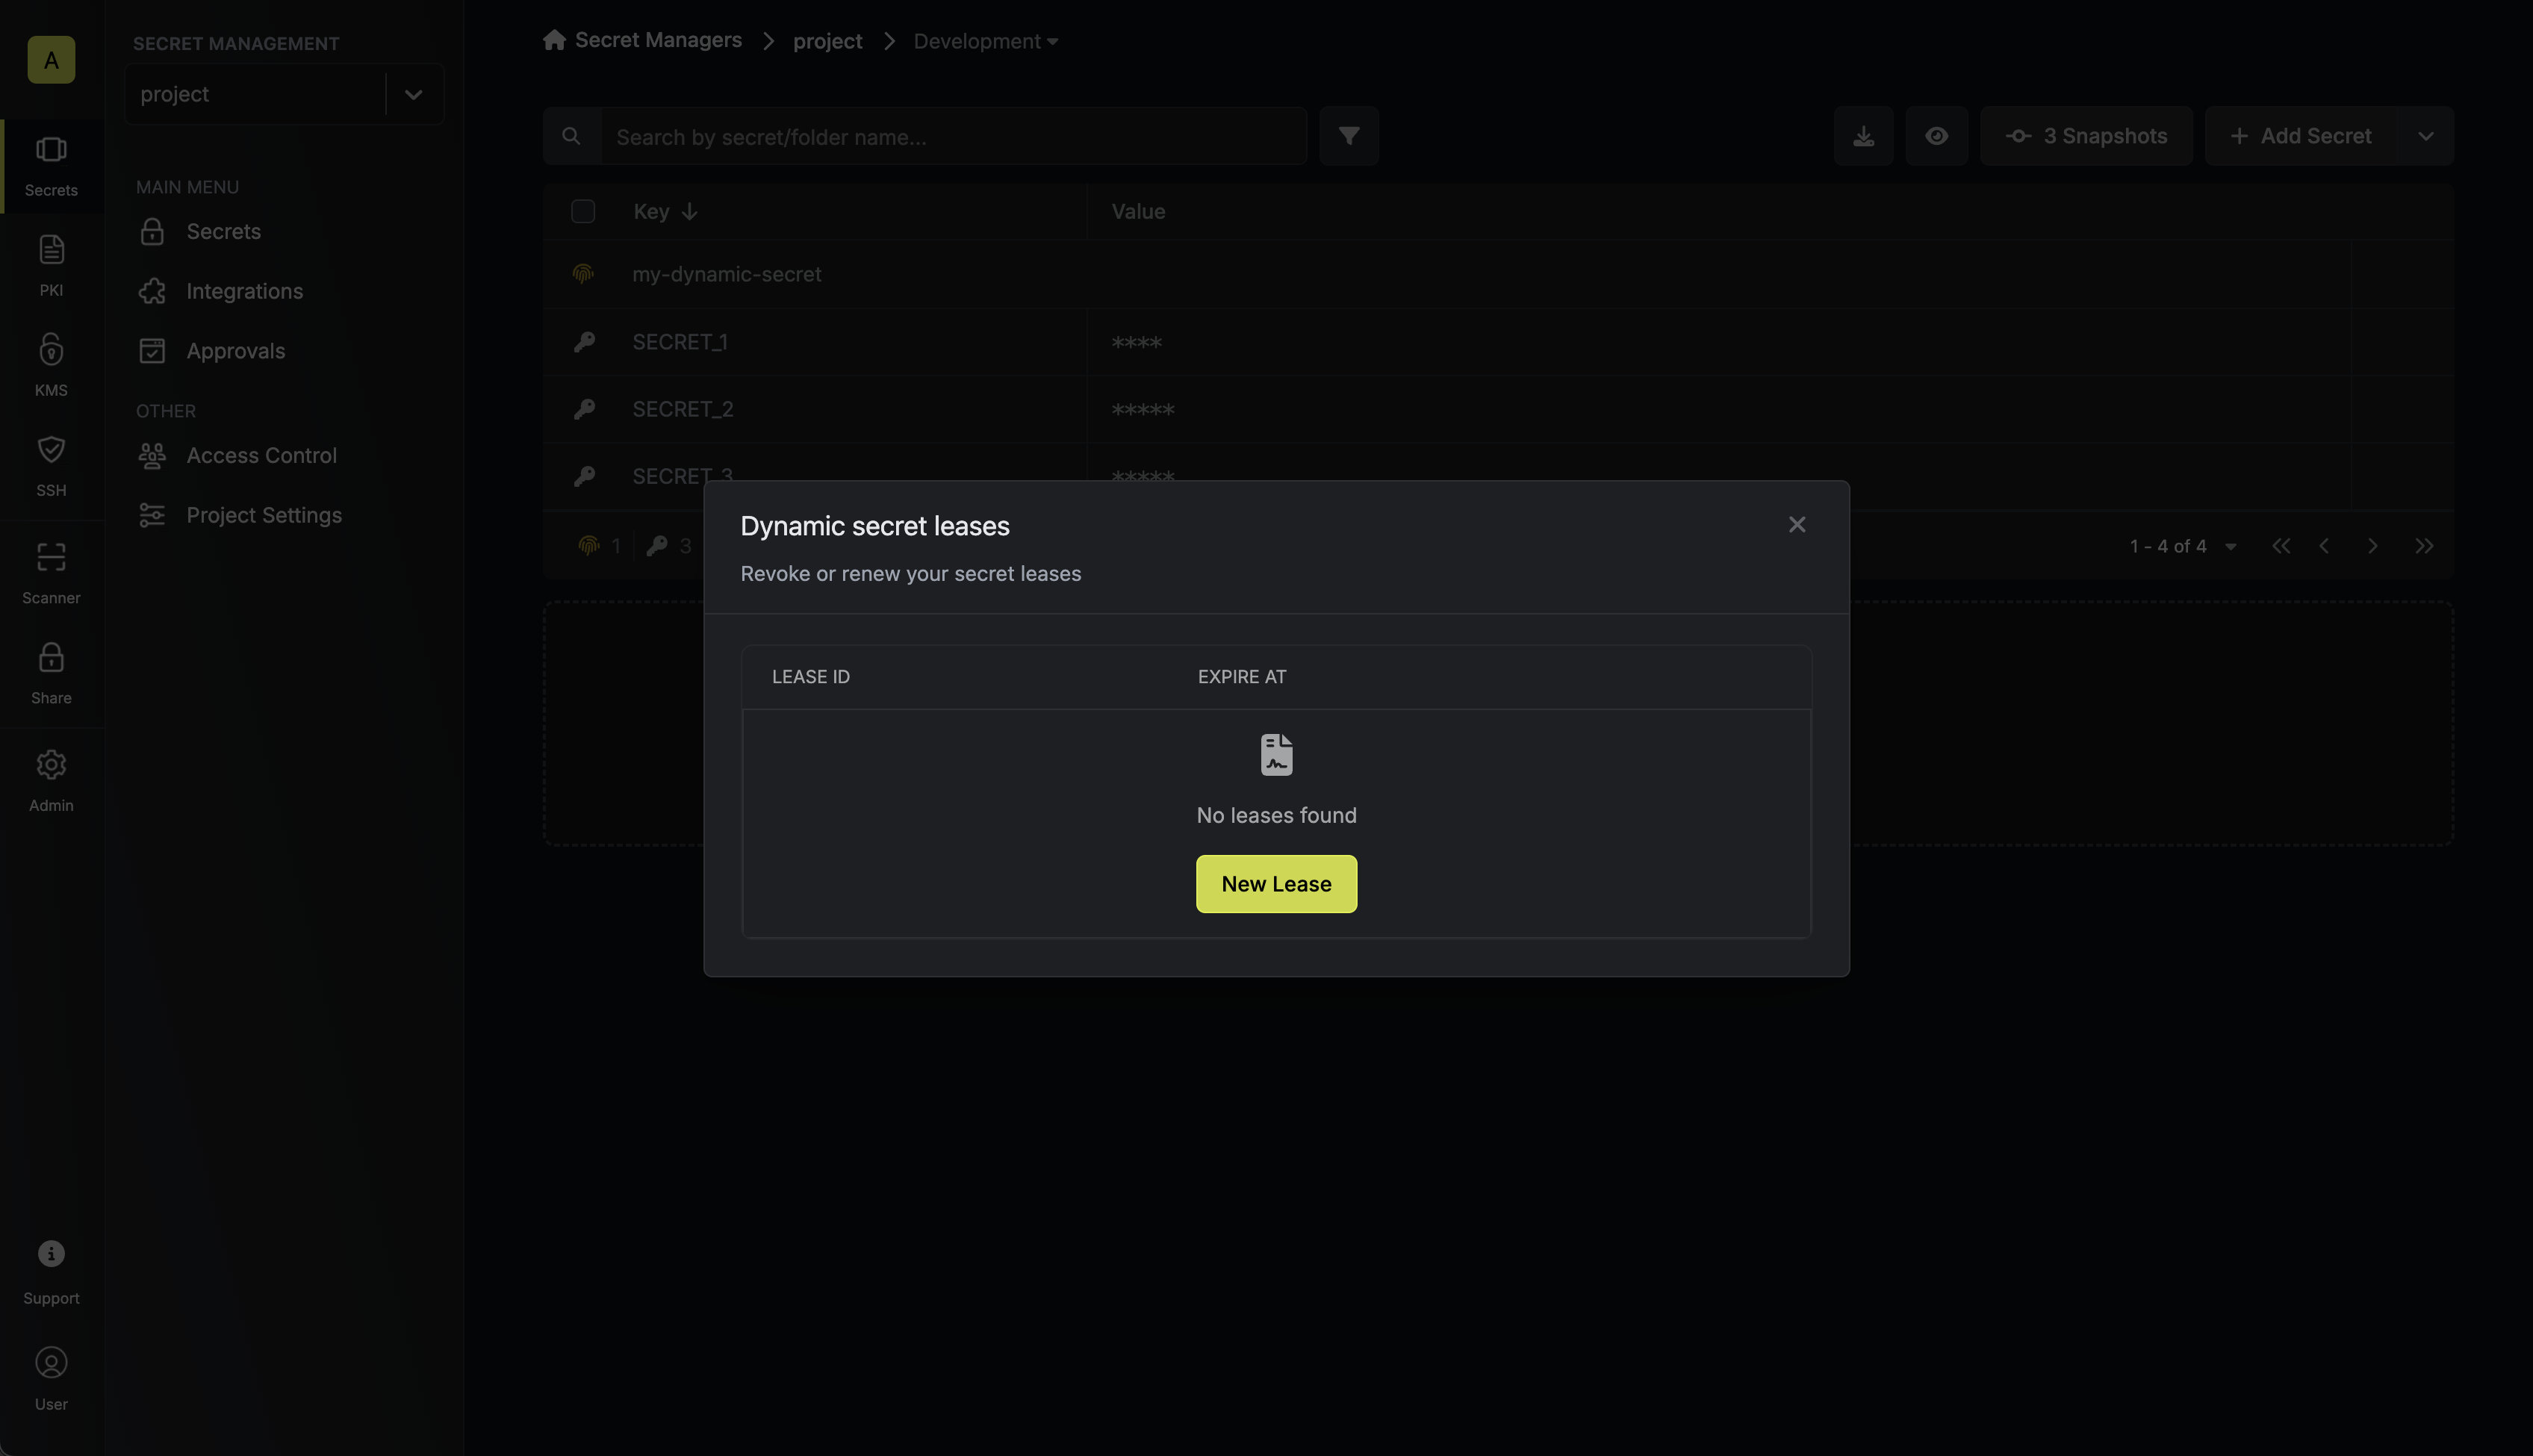 A
Secrets
PKI
KMS
SSH
Scanner
Share
Admin
Support
User
SECRET MANAGEMENT
project
MAIN MENU
Secrets
Integrations
Approvals
OTHER
Access Control
Project Settings
Secret Managers
project
Development
Search by secret/folder name...
3 Snapshots
Add Secret
Key
Value
my-dynamic-secret
SECRET_1
****
SECRET_2
*****
SECRET_3
*****
1
3
1 - 4 of 4
Dynamic secret leases
Revoke or renew your secret leases
LEASE ID
EXPIRE AT
No leases found
New Lease